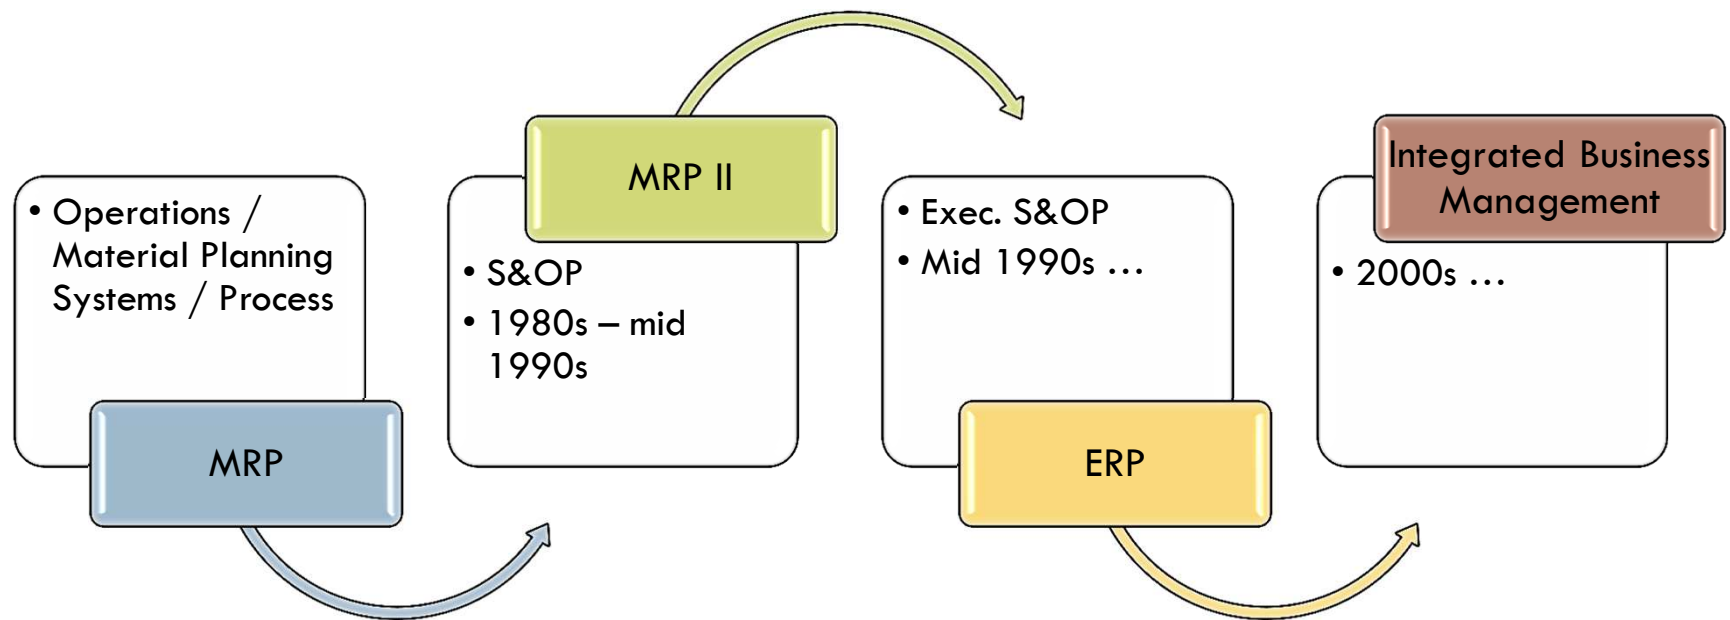 • Operations /
Material Planning
Systems / Process
MRP
MRP II
• S&OP
• 1980s – mid
1990s
• Exec. S&OP
• Mid 1990s …
ERP
Integrated Business
Management
• 2000s …